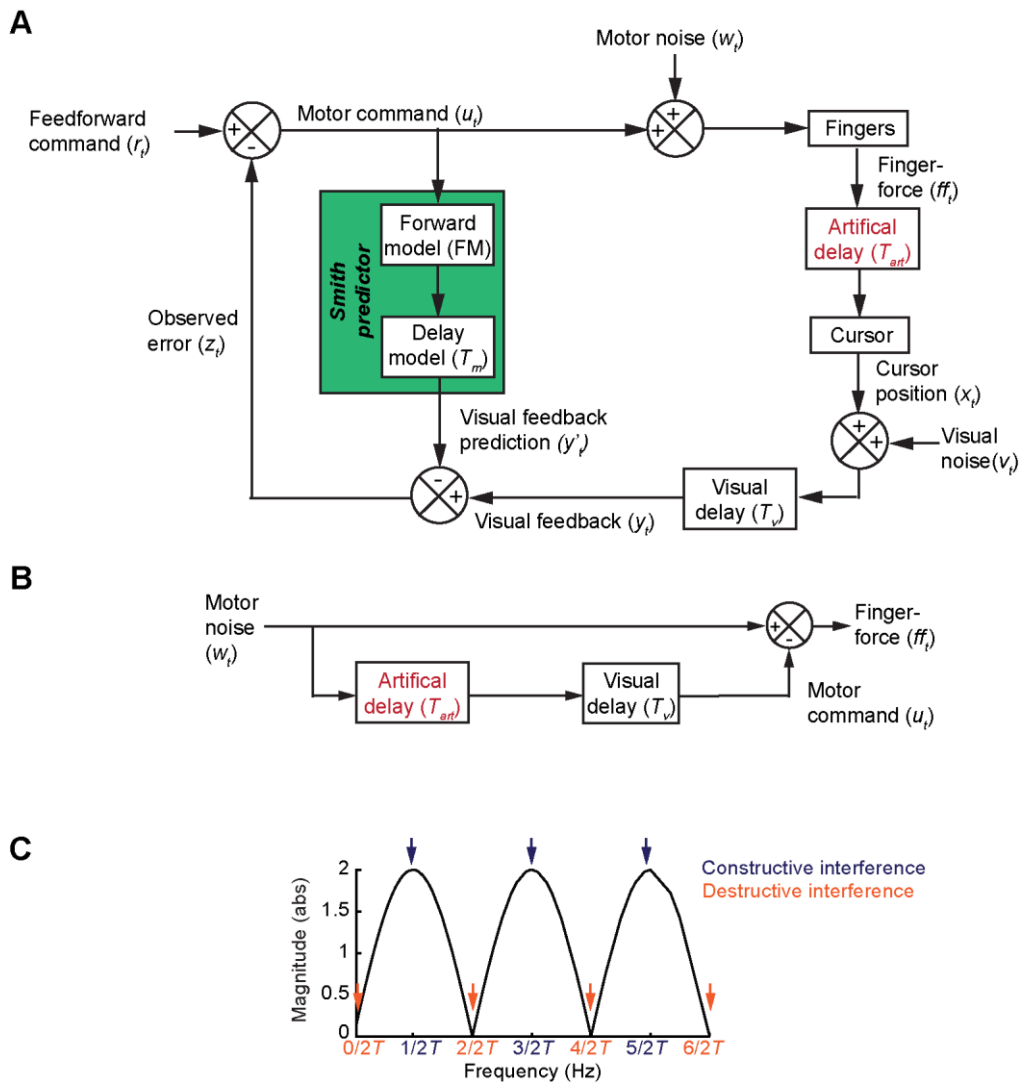 A
Motor noise (wt)
Feedforward
command (rt)
+
-
Motor command (ut)
+
+
Fingers
Finger-
force (fft)
Smith
predictor
Forward
model (FM)
Artifical
delay (Tart)
Observed
error (zt)
Delay
model (Tm)
Cursor
Cursor
position (xt)
Visual feedback
prediction (y't)
+
+
Visual
noise(vt)
-
+
Visual feedback (yt)
Visual
delay (Tv)
B
Motor
noise
(wt)
+
-
Finger-
force (fft)
Artifical
delay (Tart)
Visual
delay (Tv)
Motor
command (ut)
C
Constructive interference
Destructive interference
Magnitude (abs)
2
1.5
1
0.5
0
0/2T 1/2T 2/2T 3/2T 4/2T 5/2T 6/2T
Frequency (Hz)